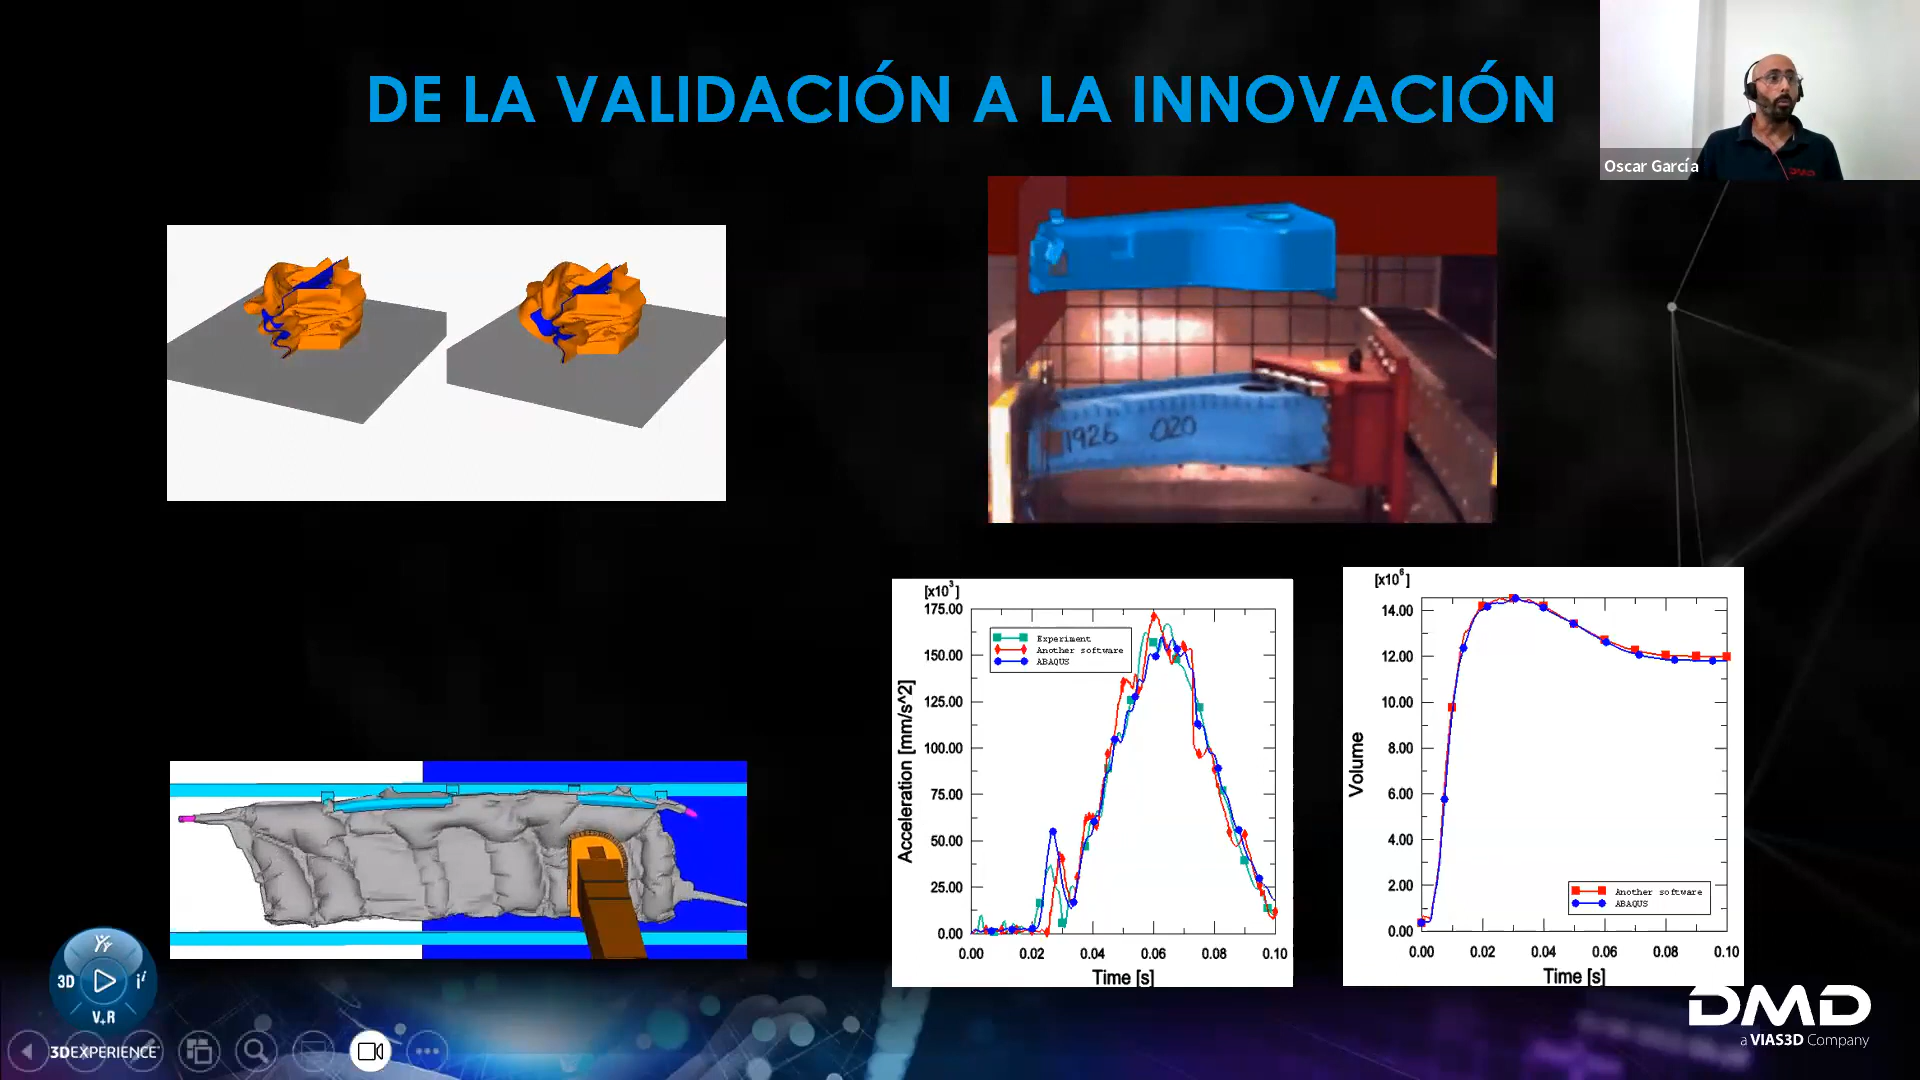 DE LA VALIDACIÓN A LA INNOVACIÓN
Oscar García
DMD
1926 020
[x10³]
175.00
150.00
125.00
100.00
75.00
50.00
25.00
0.00
Acceleration [mm/s^2]
Experiment
Another software
ABAQUS
0.00 0.02 0.04 0.06 0.08 0.10
Time [s]
[x10⁶]
14.00
12.00
10.00
8.00
6.00
4.00
2.00
0.00
Volume
Another software
ABAQUS
0.00 0.02 0.04 0.06 0.08 0.10
Time [s]
3D
V+R
3DEXPERIENCE
DMD
a VIAS3D Company